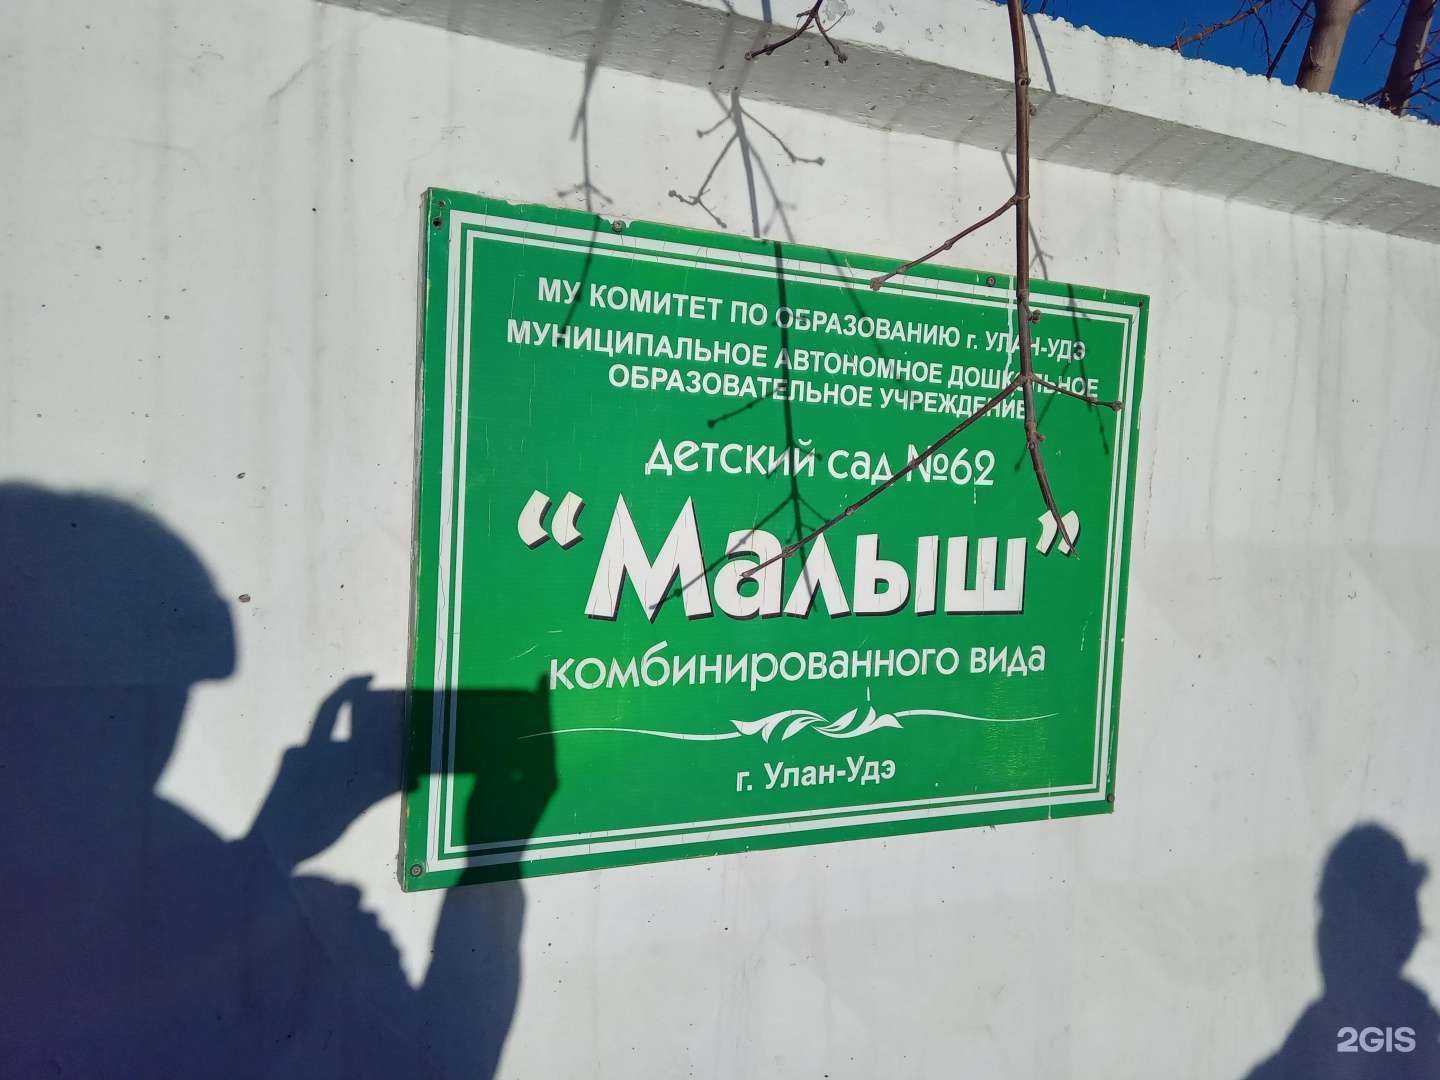 МУ КОМИТЕТ ПО ОБРАЗОВАНИЮ г. УЛАН-УДЭ
МУНИЦИПАЛЬНОЕ АВТОНОМНОЕ ДОШКОЛЬНОЕ
ОБРАЗОВАТЕЛЬНОЕ УЧРЕЖДЕНИЕ
детский сад №62
“Малыш”
комбинированного вида
г. Улан-Удэ
2GIS